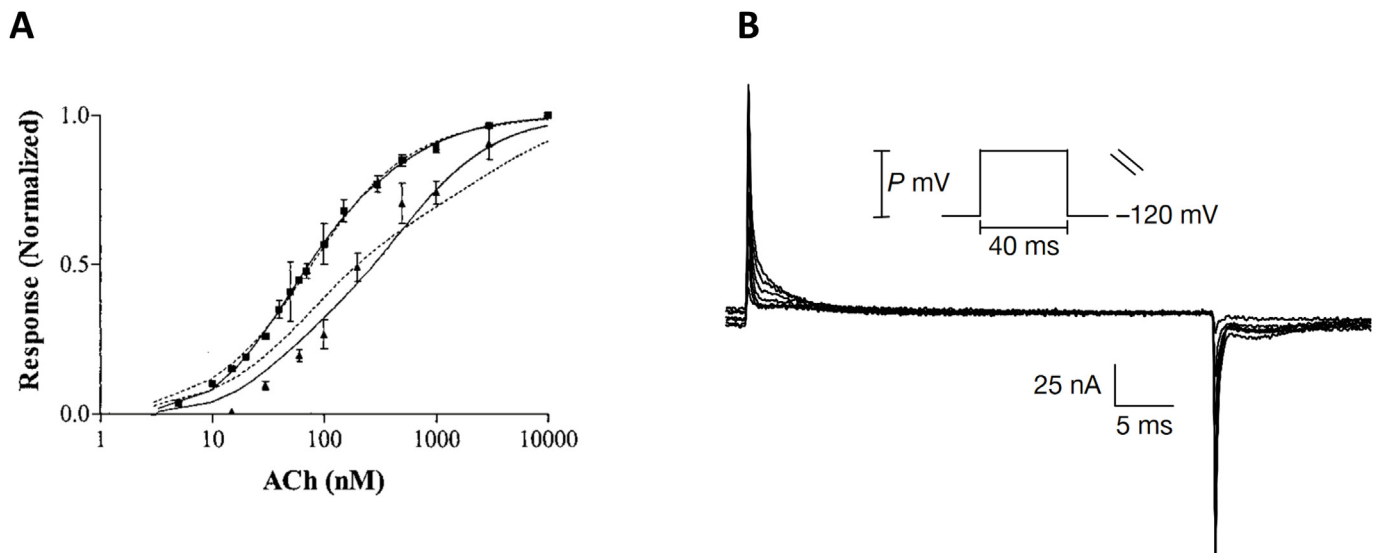 A
Response (Normalized)
1.0
0.5
0.0
1 10 100 1000 10000
ACh (nM)
B
P mV
–120 mV
40 ms
25 nA
5 ms